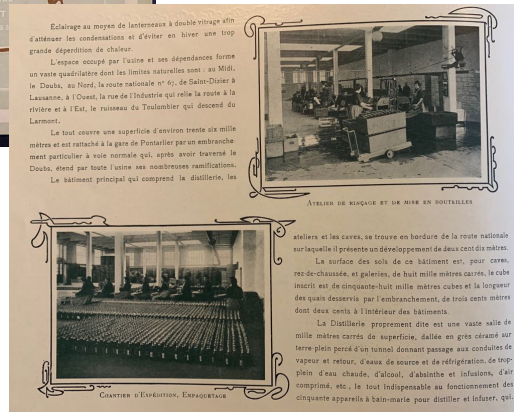 Éclairage au moyen de lanterneaux à double vitrage afin
d'atténuer les condensations et d'éviter en hiver une trop
grande déperdition de chaleur.
L'espace occupé par l'usine et ses dépendances forme
un vaste quadrilatère dont les limites naturelles sont : au Midi,
le Doubs, au Nord, la route nationale n° 67, de Saint-Dizier à
Lausanne, à l'Ouest, la rue de l'Industrie qui relie la route à la
rivière et à l'Est, le ruisseau du Toulombier qui descend du
Larmont.
Le tout couvre une superficie d'environ trente six mille
mètres et est rattaché à la gare de Pontarlier par un embranche-
ment particulier à voie normale qui, après avoir traversé le
Doubs, étend par toute l'usine ses nombreuses ramifications.
Le bâtiment principal qui comprend la distillerie, les
ATELIER DE RINÇAGE ET DE MISE EN BOUTEILLES
CHANTIER D'EXPÉDITION, EMPAQUETAGE
ateliers et les caves, se trouve en bordure de la route nationale
sur laquelle il présente un développement de deux cent dix mètres.
La surface des sols de ce bâtiment est, pour caves,
rez-de-chaussée, et galeries, de huit mille mètres carrés, le cube
inscrit est de cinquante-huit mille mètres cubes et la longueur
des quais desservis par l'embranchement, de trois cents mètres
dont deux cents à l'intérieur des bâtiments.
La Distillerie proprement dite est une vaste salle de
mille mètres carrés de superficie, dallée en grès céramé sur
terre plein percé d'un tunnel donnant passage aux conduites de
vapeur et retour, d'eaux de source et de réfrigération, de trop-
plein d'eau chaude, d'alcool, d'absinthe et infusions, d'air
comprimé, etc., le tout indispensable au fonctionnement des
cinquante appareils à bain-marie pour distiller et infuser, qui,